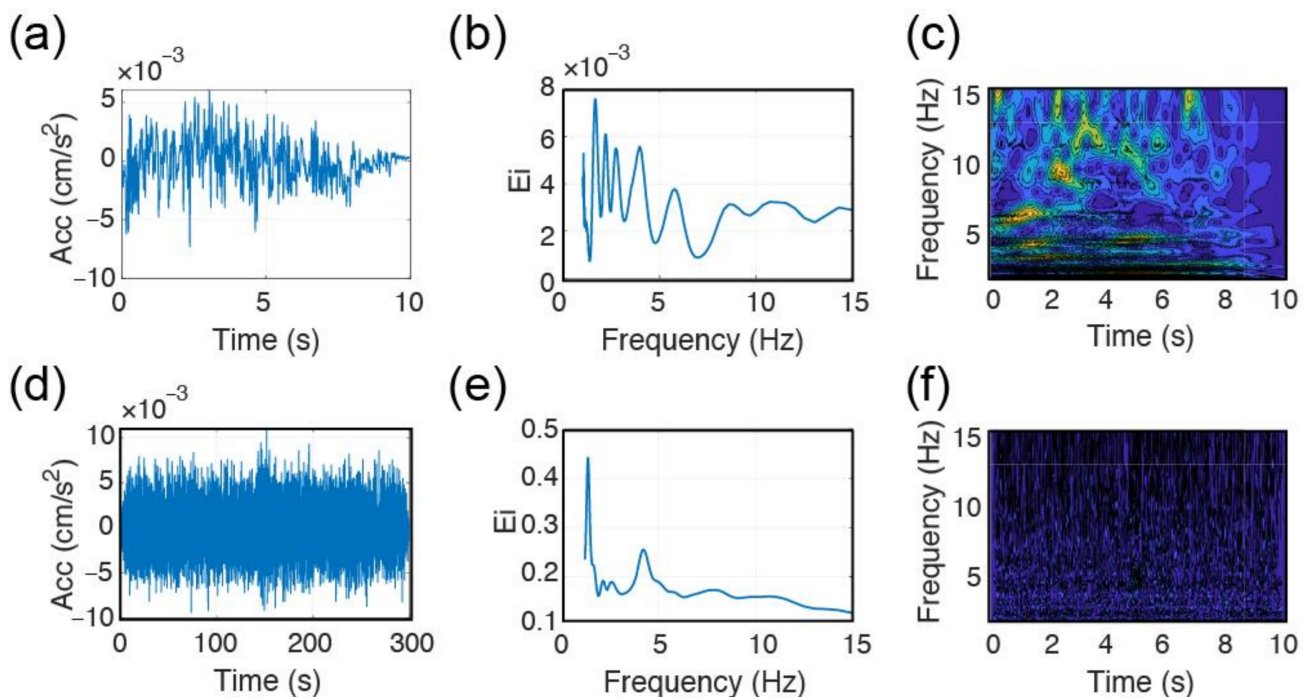 (a)
×10⁻³
5
0
−5
−10
Acc (cm/s²)
0 5 10
Time (s)
(b)
×10⁻³
8
6
4
2
0
Ei
0 5 10 15
Frequency (Hz)
(c)
15
10
5
Frequency (Hz)
0 2 4 6 8 10
Time (s)
(d)
×10⁻³
10
5
0
−5
−10
Acc (cm/s²)
0 100 200 300
Time (s)
(e)
0.5
0.4
0.3
0.2
0.1
Ei
0 5 10 15
Frequency (Hz)
(f)
15
10
5
Frequency (Hz)
0 2 4 6 8 10
Time (s)